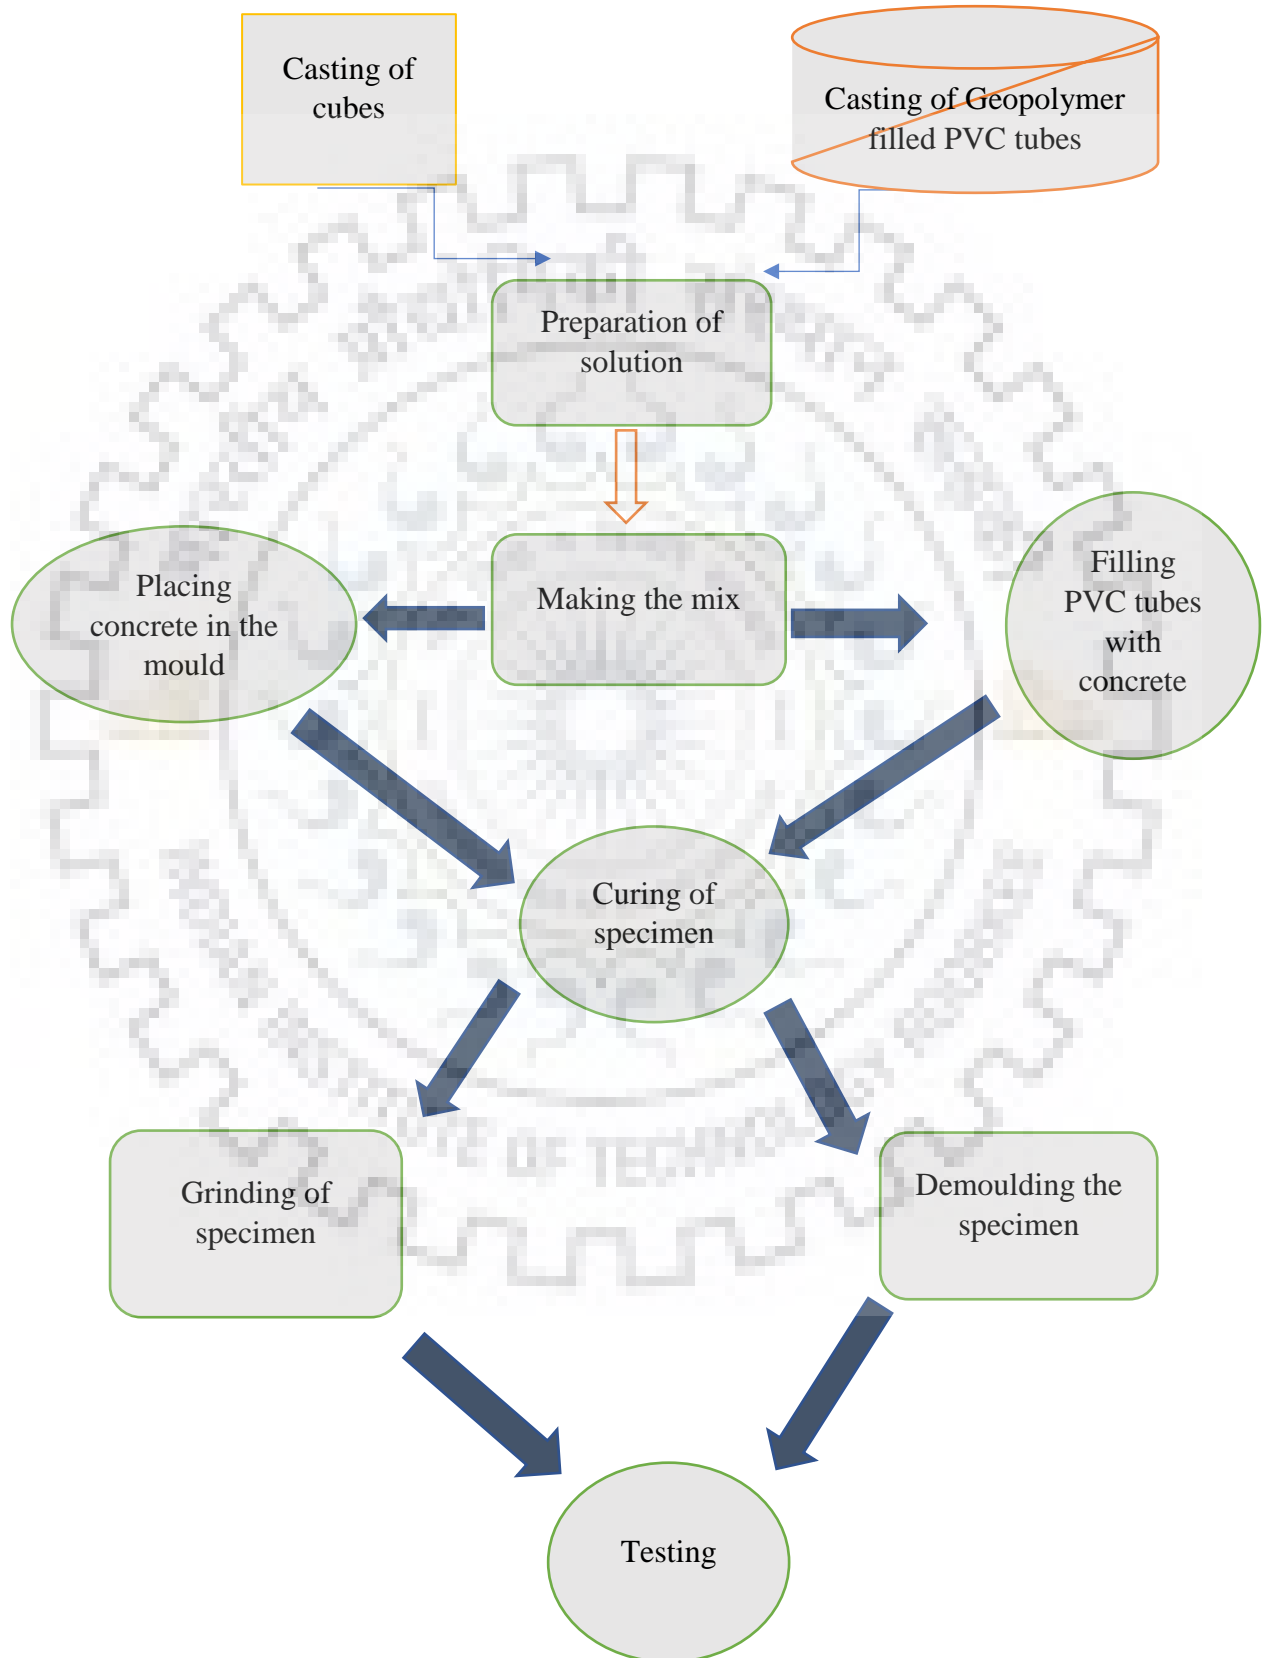 Casting of
cubes
Casting of Geopolymer
filled PVC tubes
Preparation of
solution
Placing
concrete in the
mould
Making the mix
Filling
PVC tubes
with
concrete
Curing of
specimen
Grinding of
specimen
Demoulding the
specimen
Testing
OF